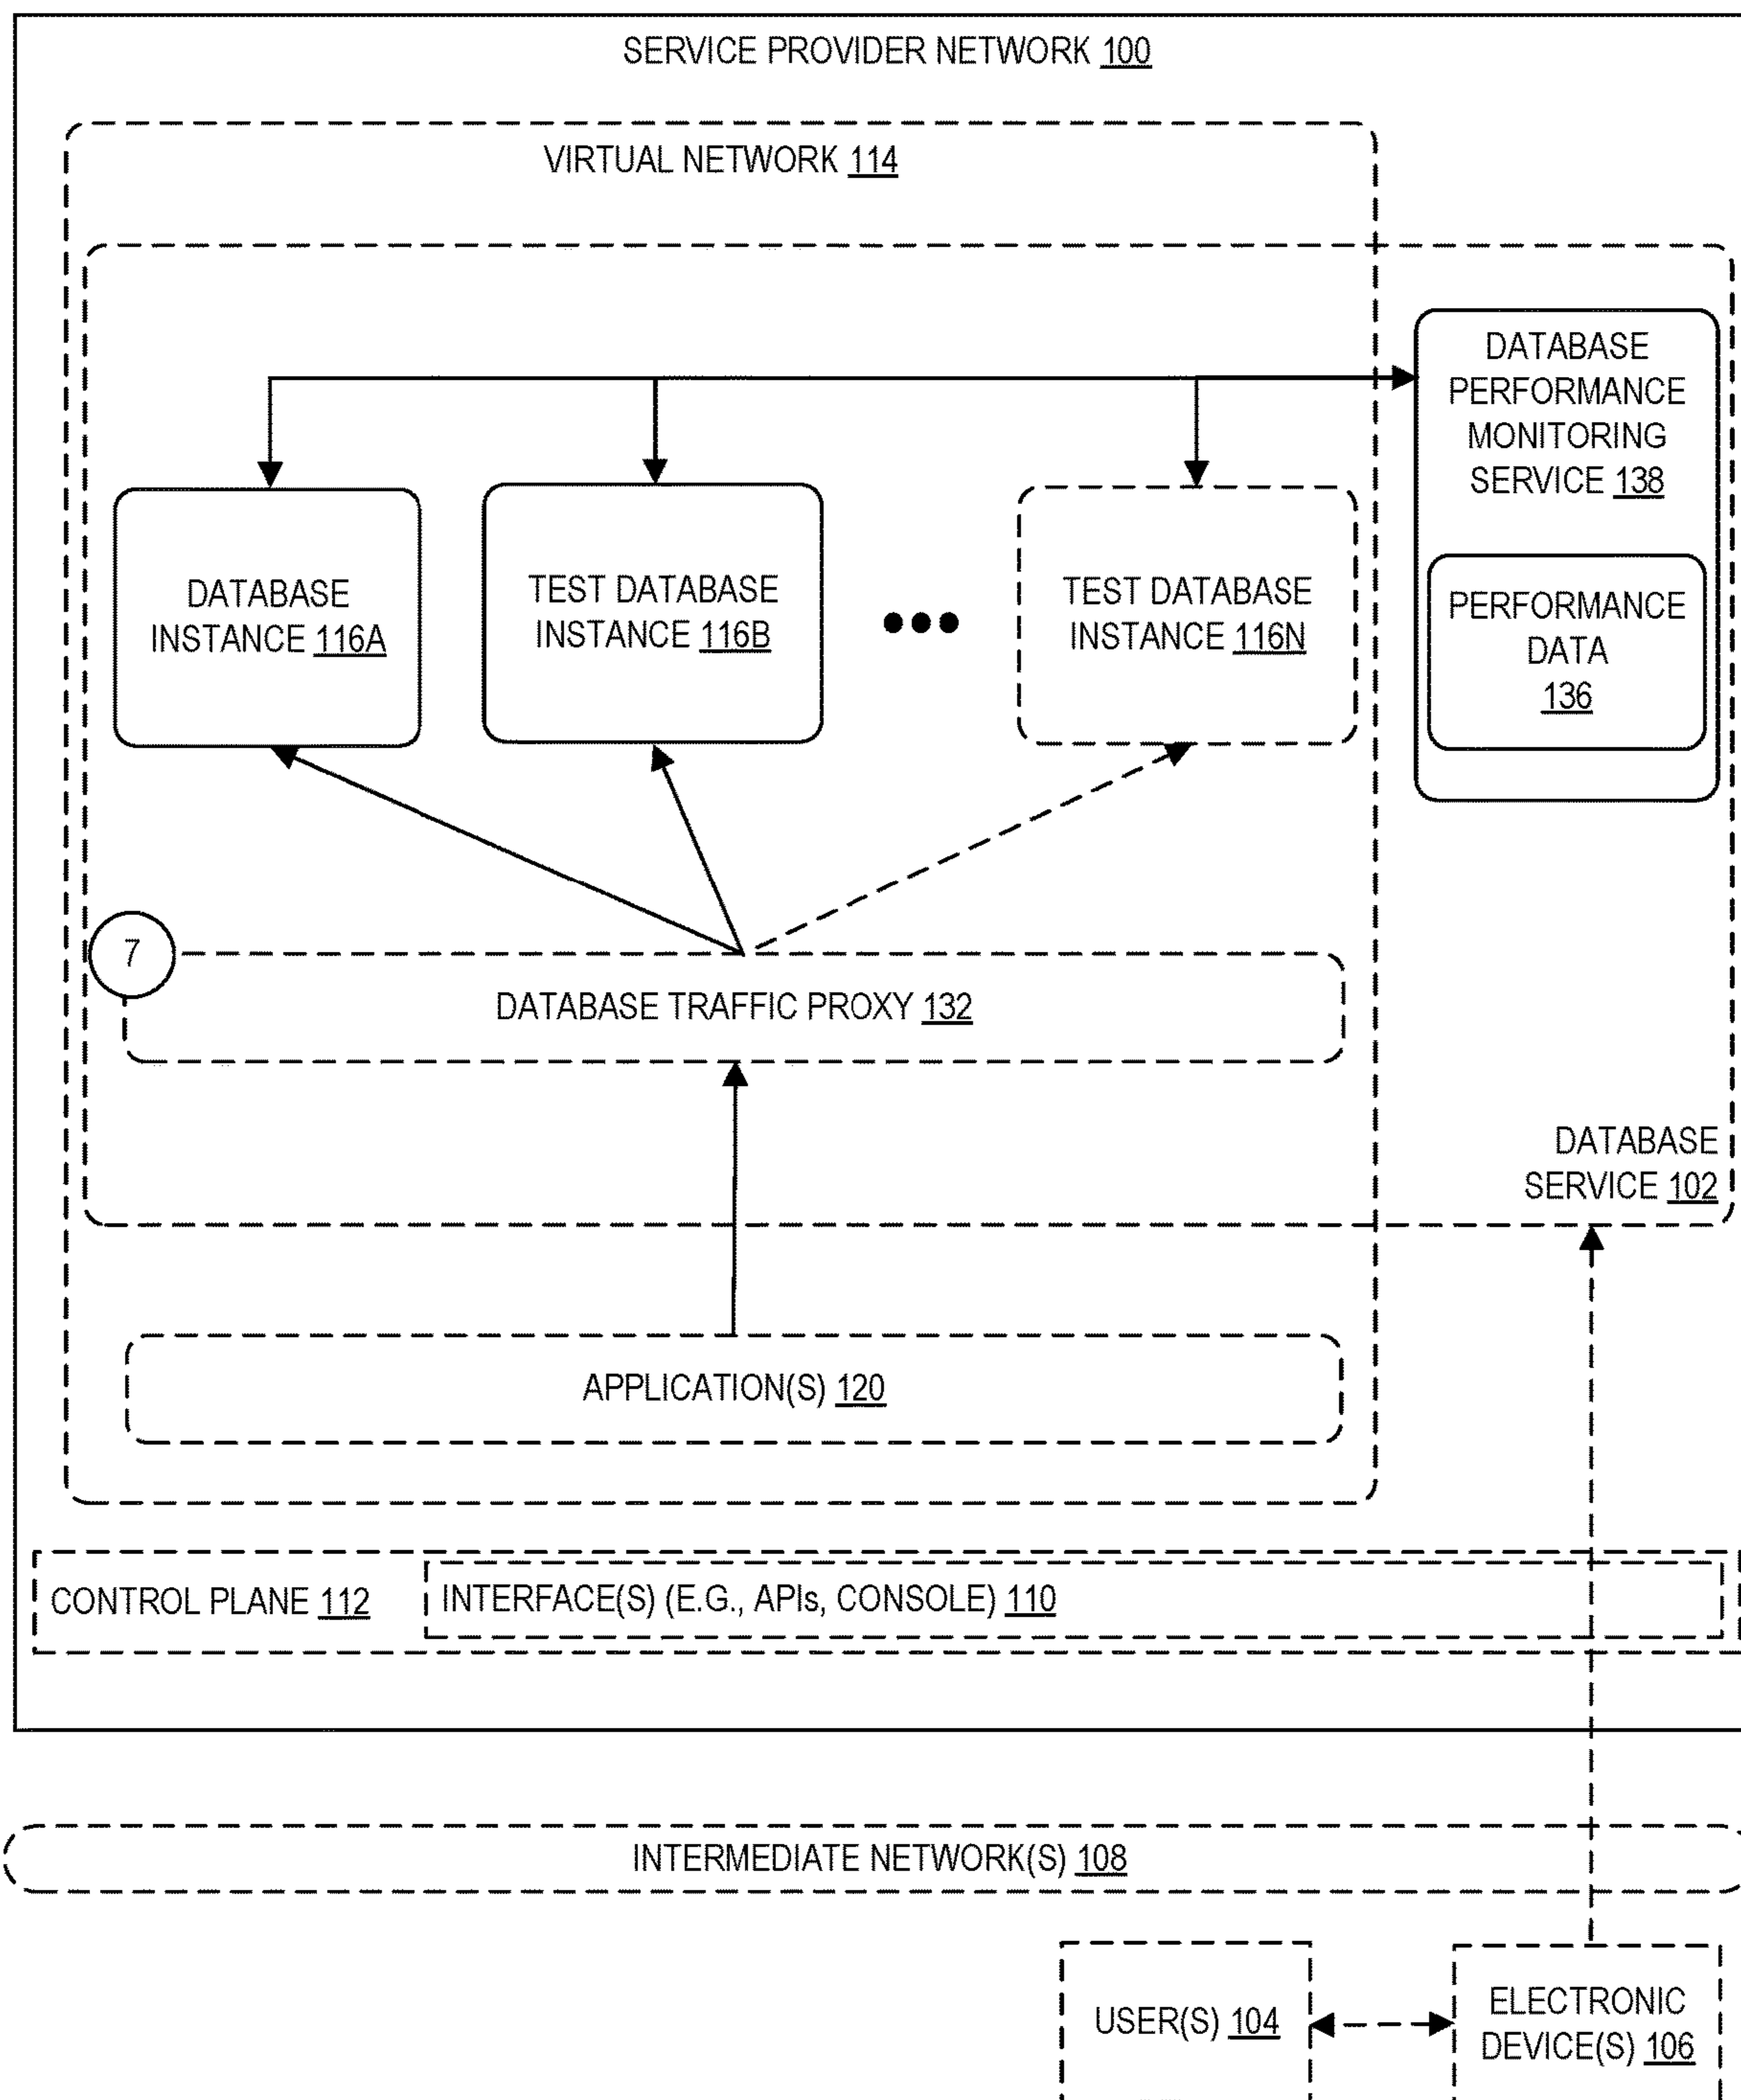 SERVICE PROVIDER NETWORK 100
VIRTUAL NETWORK 114
DATABASE
PERFORMANCE
MONITORING
SERVICE 138
DATABASE
INSTANCE 116A
TEST DATABASE
INSTANCE 116B
TEST DATABASE
INSTANCE 116N
PERFORMANCE
DATA
136
7
DATABASE TRAFFIC PROXY 132
DATABASE
SERVICE 102
APPLICATION(S) 120
CONTROL PLANE 112
INTERFACE(S) (E.G., APIs, CONSOLE) 110
INTERMEDIATE NETWORK(S) 108
USER(S) 104
ELECTRONIC
DEVICE(S) 106